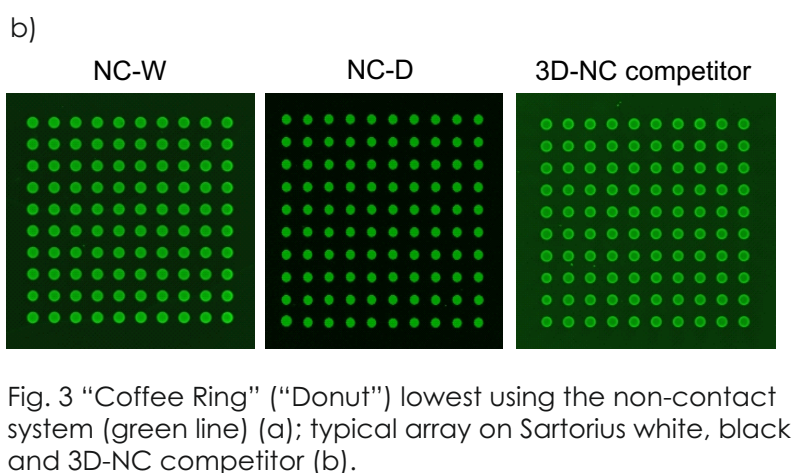 b)
NC-W NC-D 3D-NC competitor
Fig. 3 “Coffee Ring” (“Donut”) lowest using the non-contact
system (green line) (a); typical array on Sartorius white, black
and 3D-NC competitor (b).